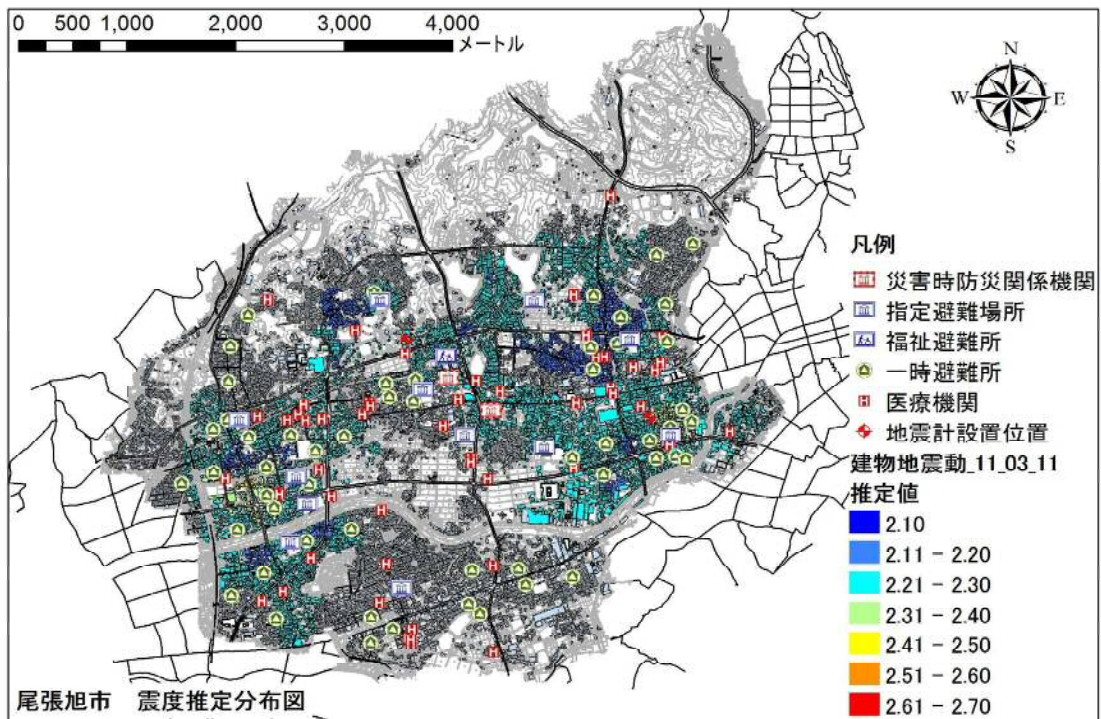 0 500 1,000 2,000 3,000 4,000
メートル
N
W E
S
凡例
災害時防災関係機関
指定避難場所
福祉避難所
一時避難所
H 医療機関
地震計設置位置
建物地震動_11_03_11
推定値
2.10
2.11 - 2.20
2.21 - 2.30
2.31 - 2.40
2.41 - 2.50
2.51 - 2.60
2.61 - 2.70
尾張旭市 震度推定分布図